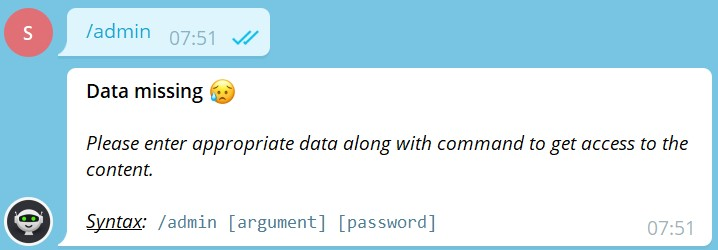 S
/admin 07:51
Data missing 😥
Please enter appropriate data along with command to get access to the
content.
Syntax: /admin [argument] [password]
07:51